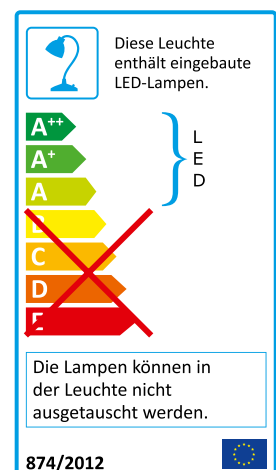 Diese Leuchte
enthält eingebaute
LED-Lampen.
A++
A+
A
B
C
D
E
L
E
D
Die Lampen können in
der Leuchte nicht
ausgetauscht werden.
874/2012